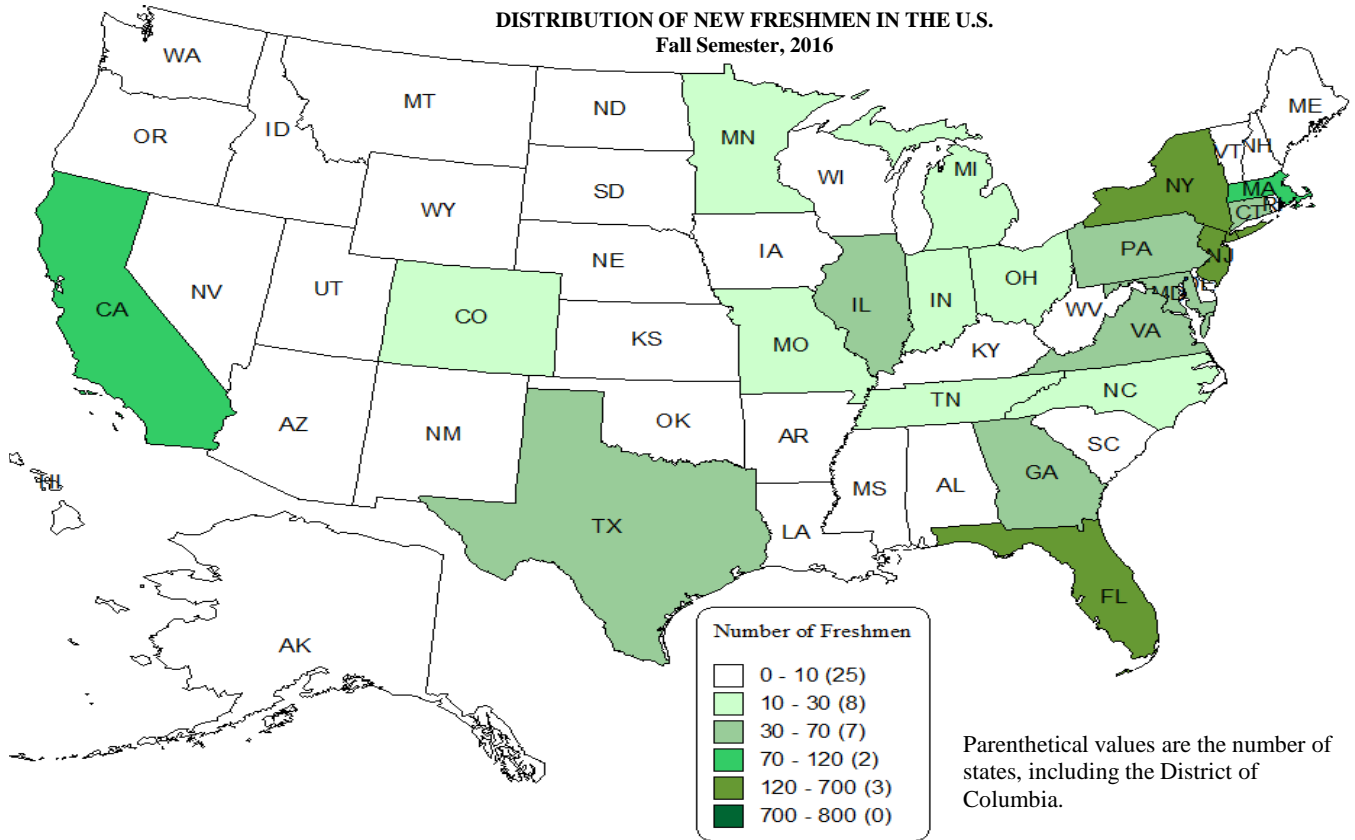 DISTRIBUTION OF NEW FRESHMEN IN THE U.S.
Fall Semester, 2016
WA
MT
ND
MN
ME
OR
ID
VT
NH
WI
MI
NY
SD
WY
MA
CT
IA
PA
NE
NJ
NV
UT
OH
IL
IN
CA
CO
MD
WV
VA
KS
MO
KY
TN
NC
AZ
NM
OK
AR
SC
MS
AL
GA
TX
LA
FL
AK
Number of Freshmen
0 - 10 (25)
10 - 30 (8)
30 - 70 (7)
70 - 120 (2)
120 - 700 (3)
700 - 800 (0)
Parenthetical values are the number of
states, including the District of
Columbia.